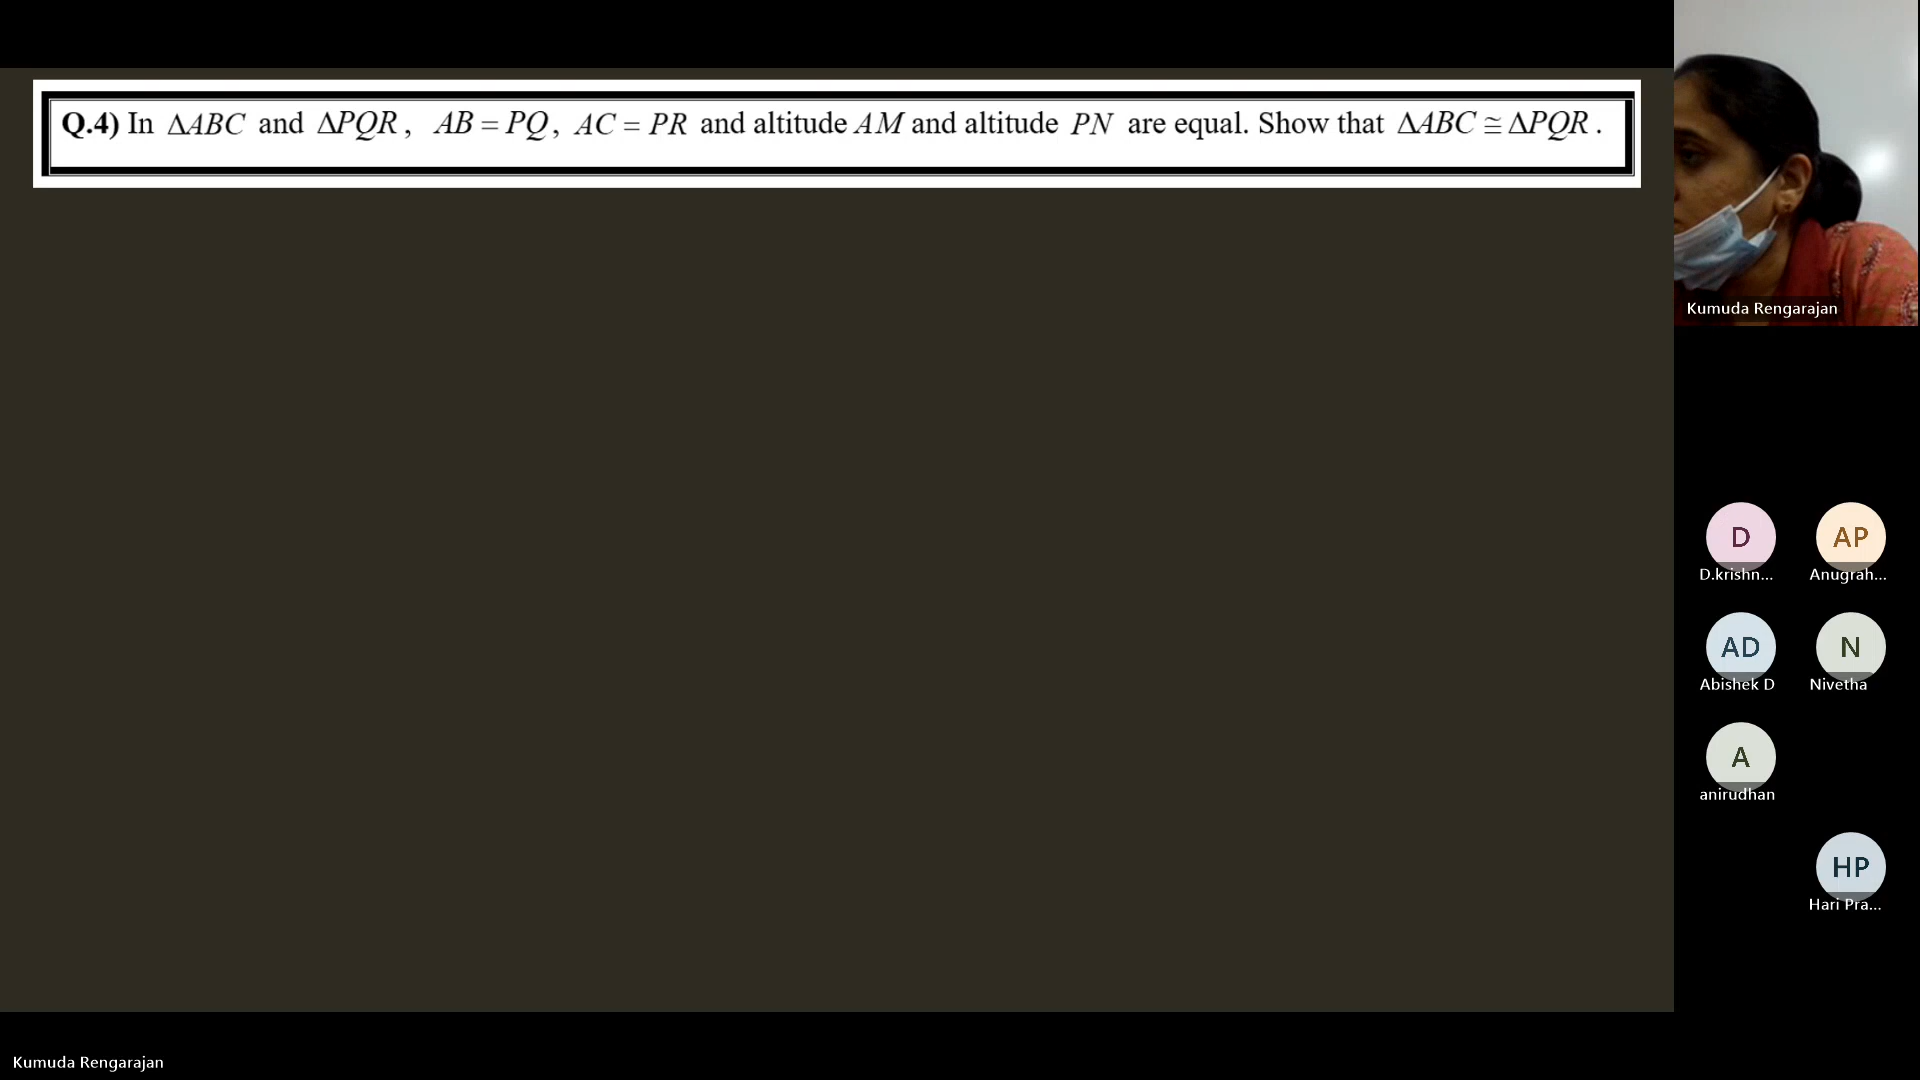 Q.4) In ΔABC and ΔPQR, AB = PQ, AC = PR and altitude AM and altitude PN are equal. Show that ΔABC ≅ ΔPQR.
Kumuda Rengarajan
D
AP
D.krishn...
Anugrah...
AD
N
Abishek D
Nivetha
A
anirudhan
HP
Hari Pra...
Kumuda Rengarajan